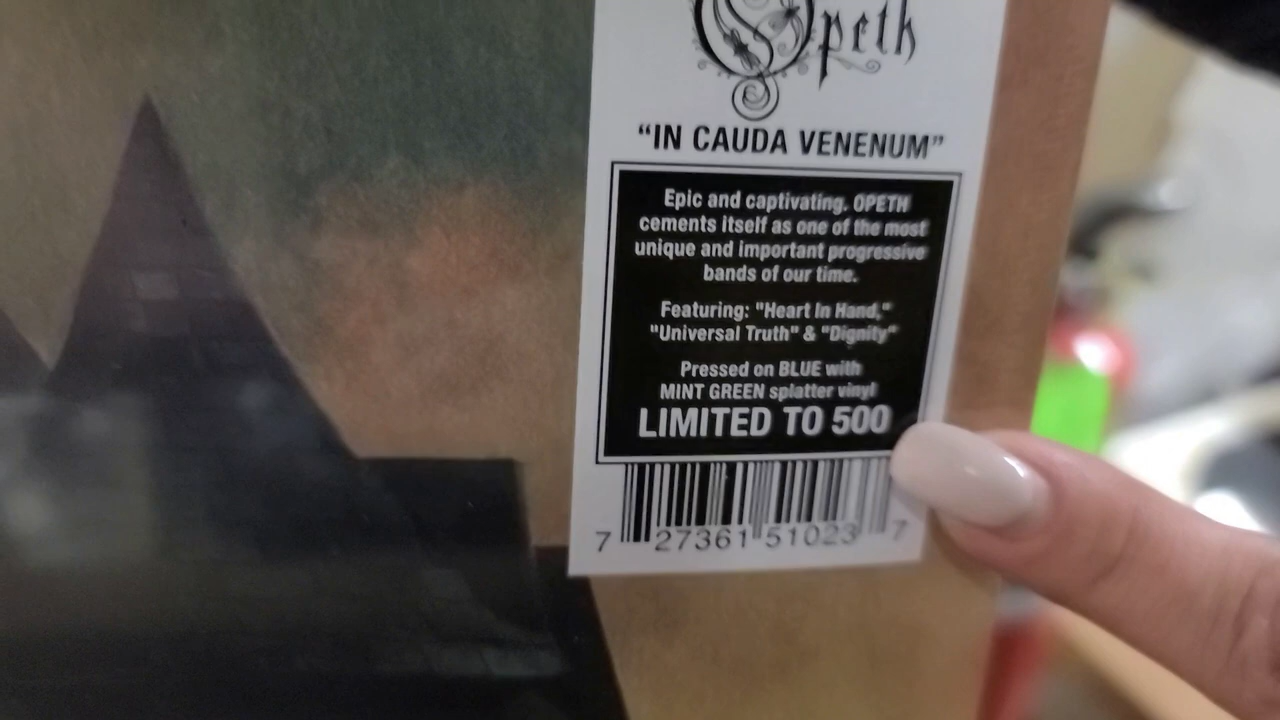 Opeth
“IN CAUDA VENENUM”
Epic and captivating. OPETH
cements itself as one of the most
unique and important progressive
bands of our time.
Featuring: "Heart In Hand,"
"Universal Truth" & "Dignity"
Pressed on BLUE with
MINT GREEN splatter vinyl
LIMITED TO 500
7 27361 51023 7